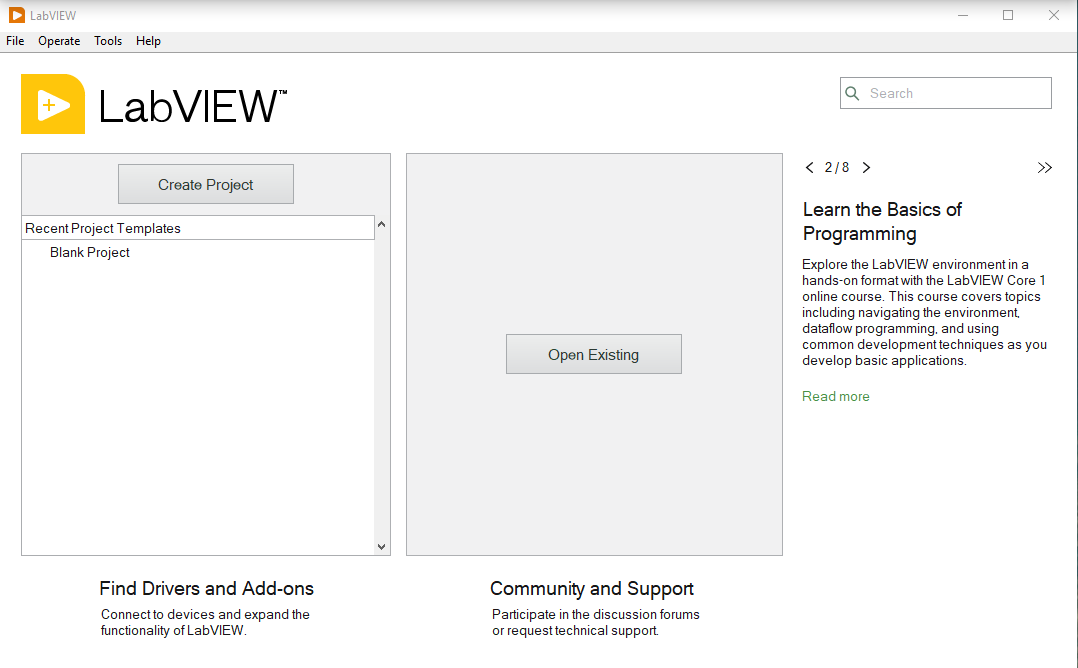 LabVIEW
File Operate Tools Help
LabVIEW™
Search
Create Project
Recent Project Templates
Blank Project
Open Existing
2 / 8
Learn the Basics of
Programming
Explore the LabVIEW environment in a
hands-on format with the LabVIEW Core 1
online course. This course covers topics
including navigating the environment,
dataflow programming, and using
common development techniques as you
develop basic applications.
Read more
Find Drivers and Add-ons
Connect to devices and expand the
functionality of LabVIEW.
Community and Support
Participate in the discussion forums
or request technical support.